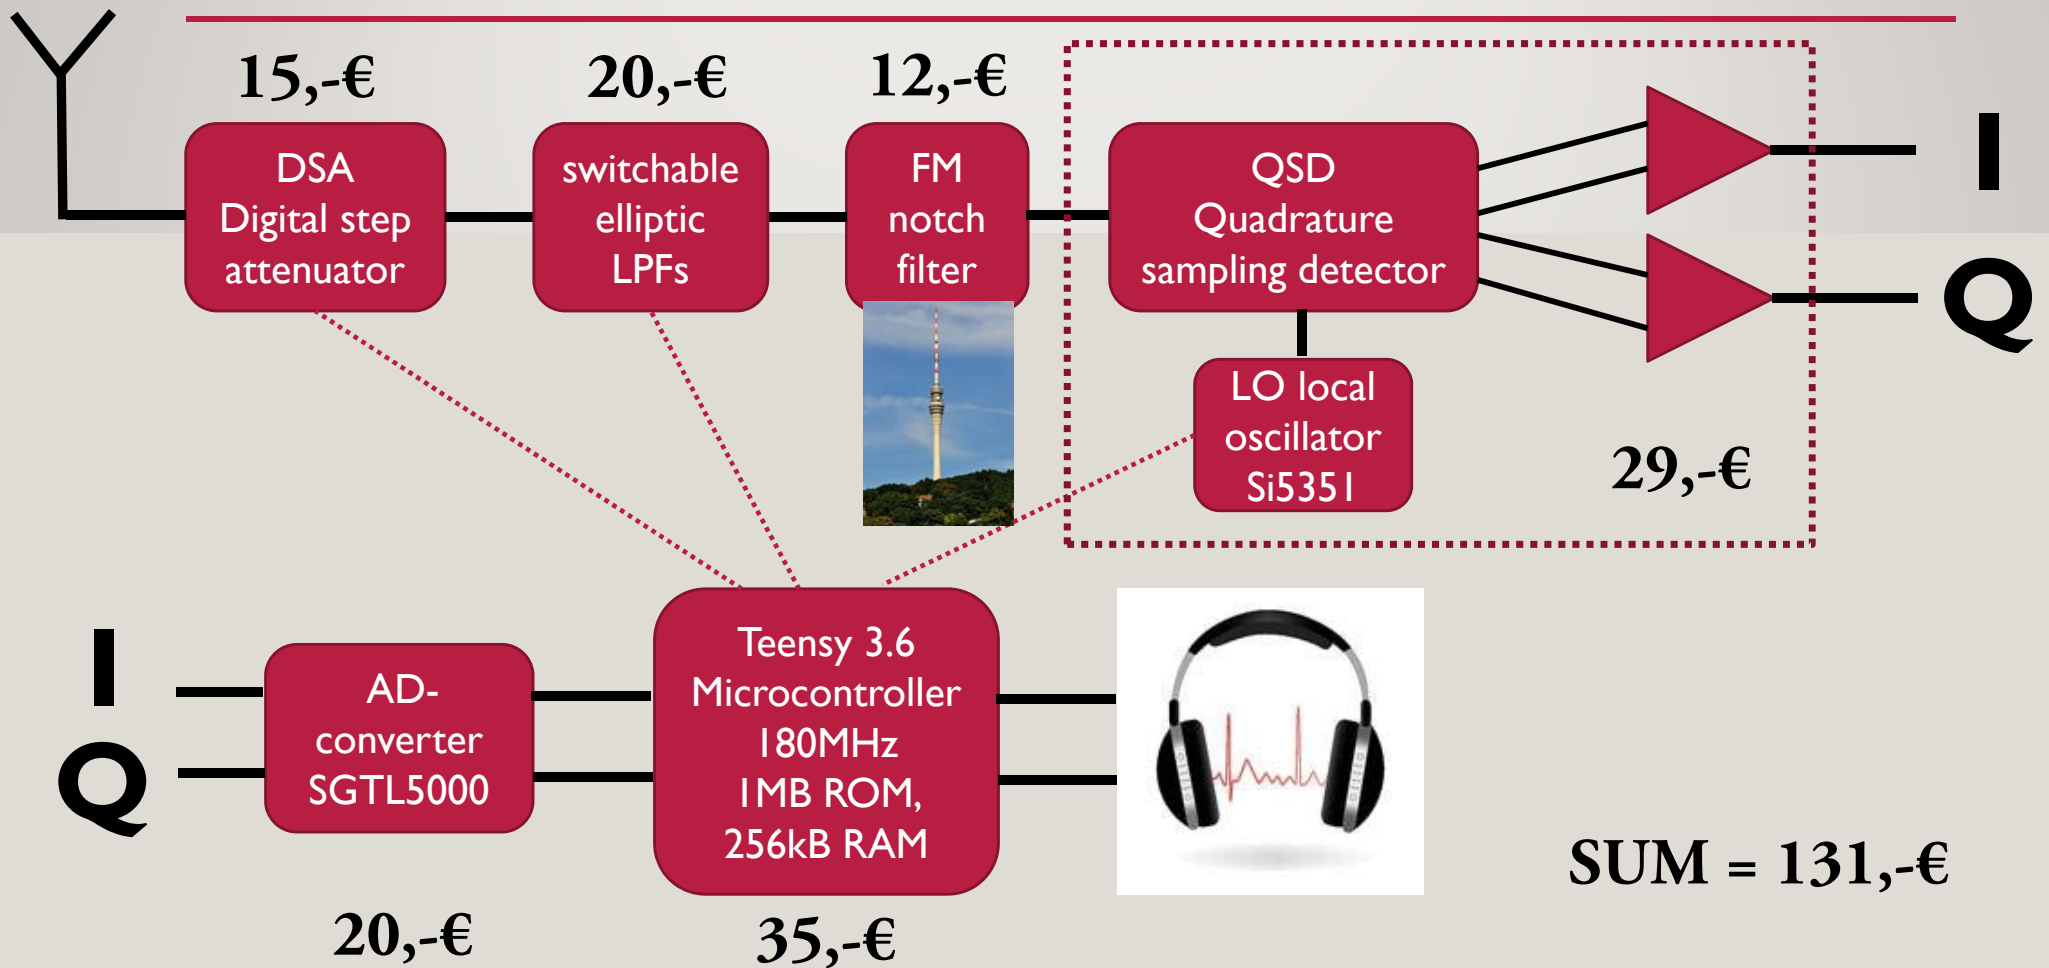 15,-€
20,-€
12,-€
DSA
Digital step
attenuator
switchable
elliptic
LPFs
FM
notch
filter
QSD
Quadrature
sampling detector
I
Q
LO local
oscillator
Si5351
29,-€
I
Q
AD-
converter
SGTL5000
Teensy 3.6
Microcontroller
180MHz
1MB ROM,
256kB RAM
SUM = 131,-€
20,-€
35,-€